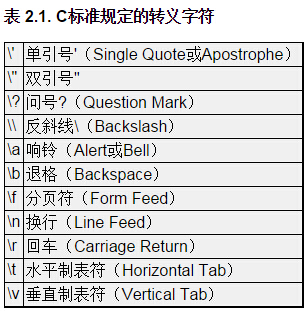 表 2.1. C标准规定的转义字符
\' 单引号'（Single Quote或Apostrophe）
\" 双引号"
\? 问号?（Question Mark）
\\ 反斜线\（Backslash）
\a 响铃（Alert或Bell）
\b 退格（Backspace）
\f 分页符（Form Feed）
\n 换行（Line Feed）
\r 回车（Carriage Return）
\t 水平制表符（Horizontal Tab）
\v 垂直制表符（Vertical Tab）